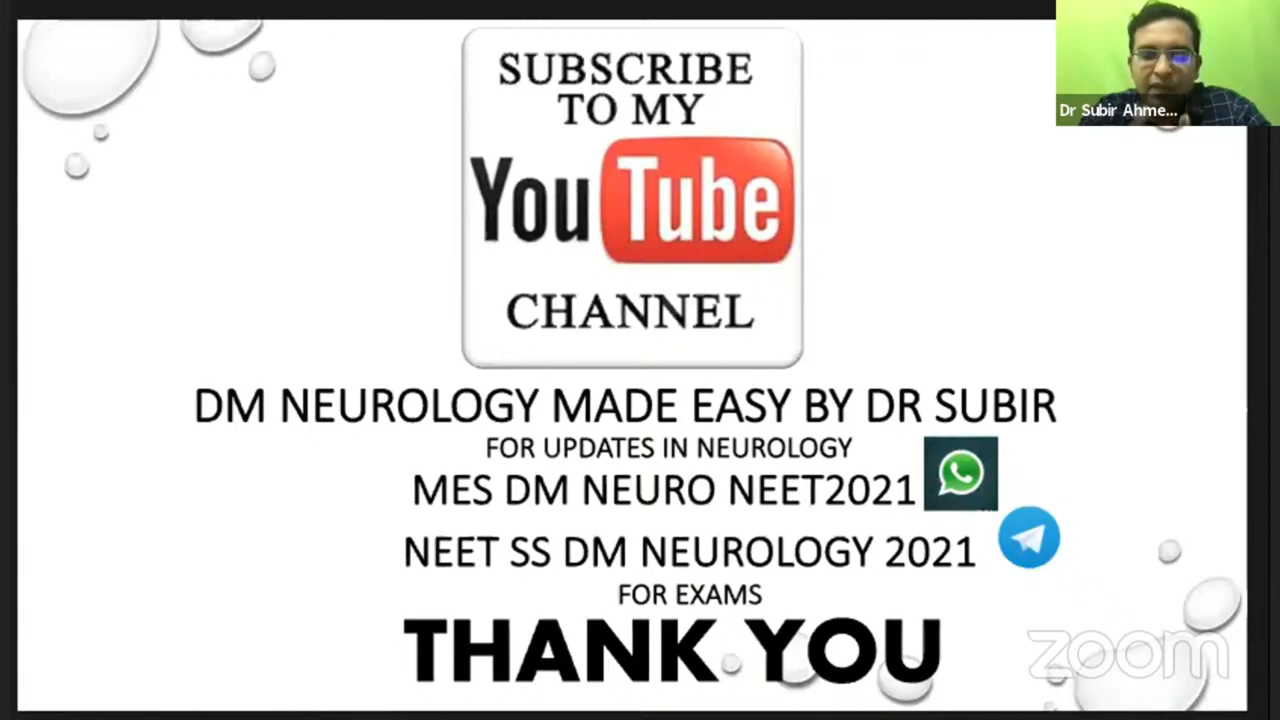 SUBSCRIBE
TO MY
YouTube
CHANNEL
Dr Subir Ahme...
DM NEUROLOGY MADE EASY BY DR SUBIR
FOR UPDATES IN NEUROLOGY
MES DM NEURO NEET2021
NEET SS DM NEUROLOGY 2021
FOR EXAMS
THANK YOU
zoom